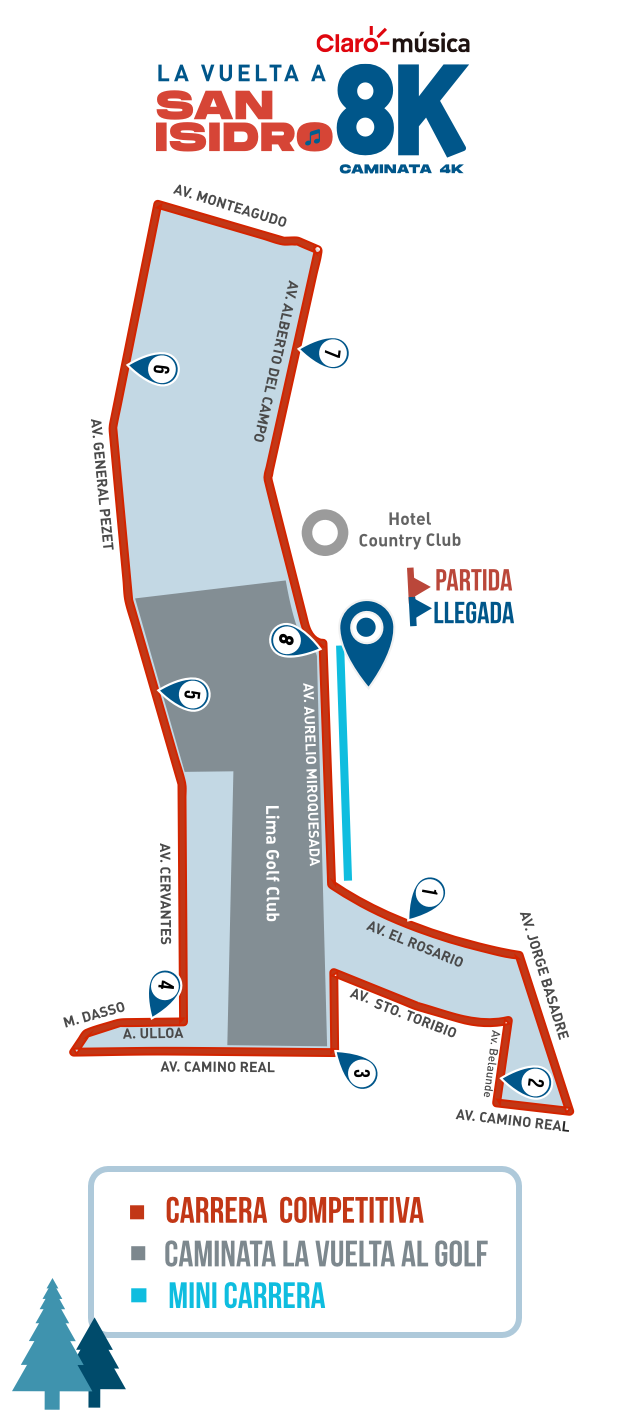 Claro-música
LA VUELTA A
SAN
ISIDRO
8K
CAMINATA 4K
AV. MONTEAGUDO
AV. ALBERTO DEL CAMPO
7
6
AV. GENERAL PEZET
Hotel
Country Club
PARTIDA
LLEGADA
8
5
AV. AURELIO MIROQUESADA
Lima Golf Club
AV. CERVANTES
1
AV. EL ROSARIO
AV. JORGE BASADRE
4
AV. STO. TORIBIO
M. DASSO
A. ULLOA
Av. Belaunde
AV. CAMINO REAL
3
2
AV. CAMINO REAL
CARRERA COMPETITIVA
CAMINATA LA VUELTA AL GOLF
MINI CARRERA